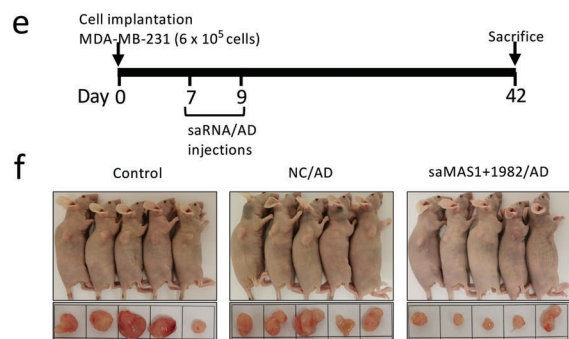 e
Cell implantation
MDA-MB-231 (6 x 10⁵ cells)
Sacrifice
Day 0 7 9 42
saRNA/AD
injections
f
Control NC/AD saMAS1+1982/AD